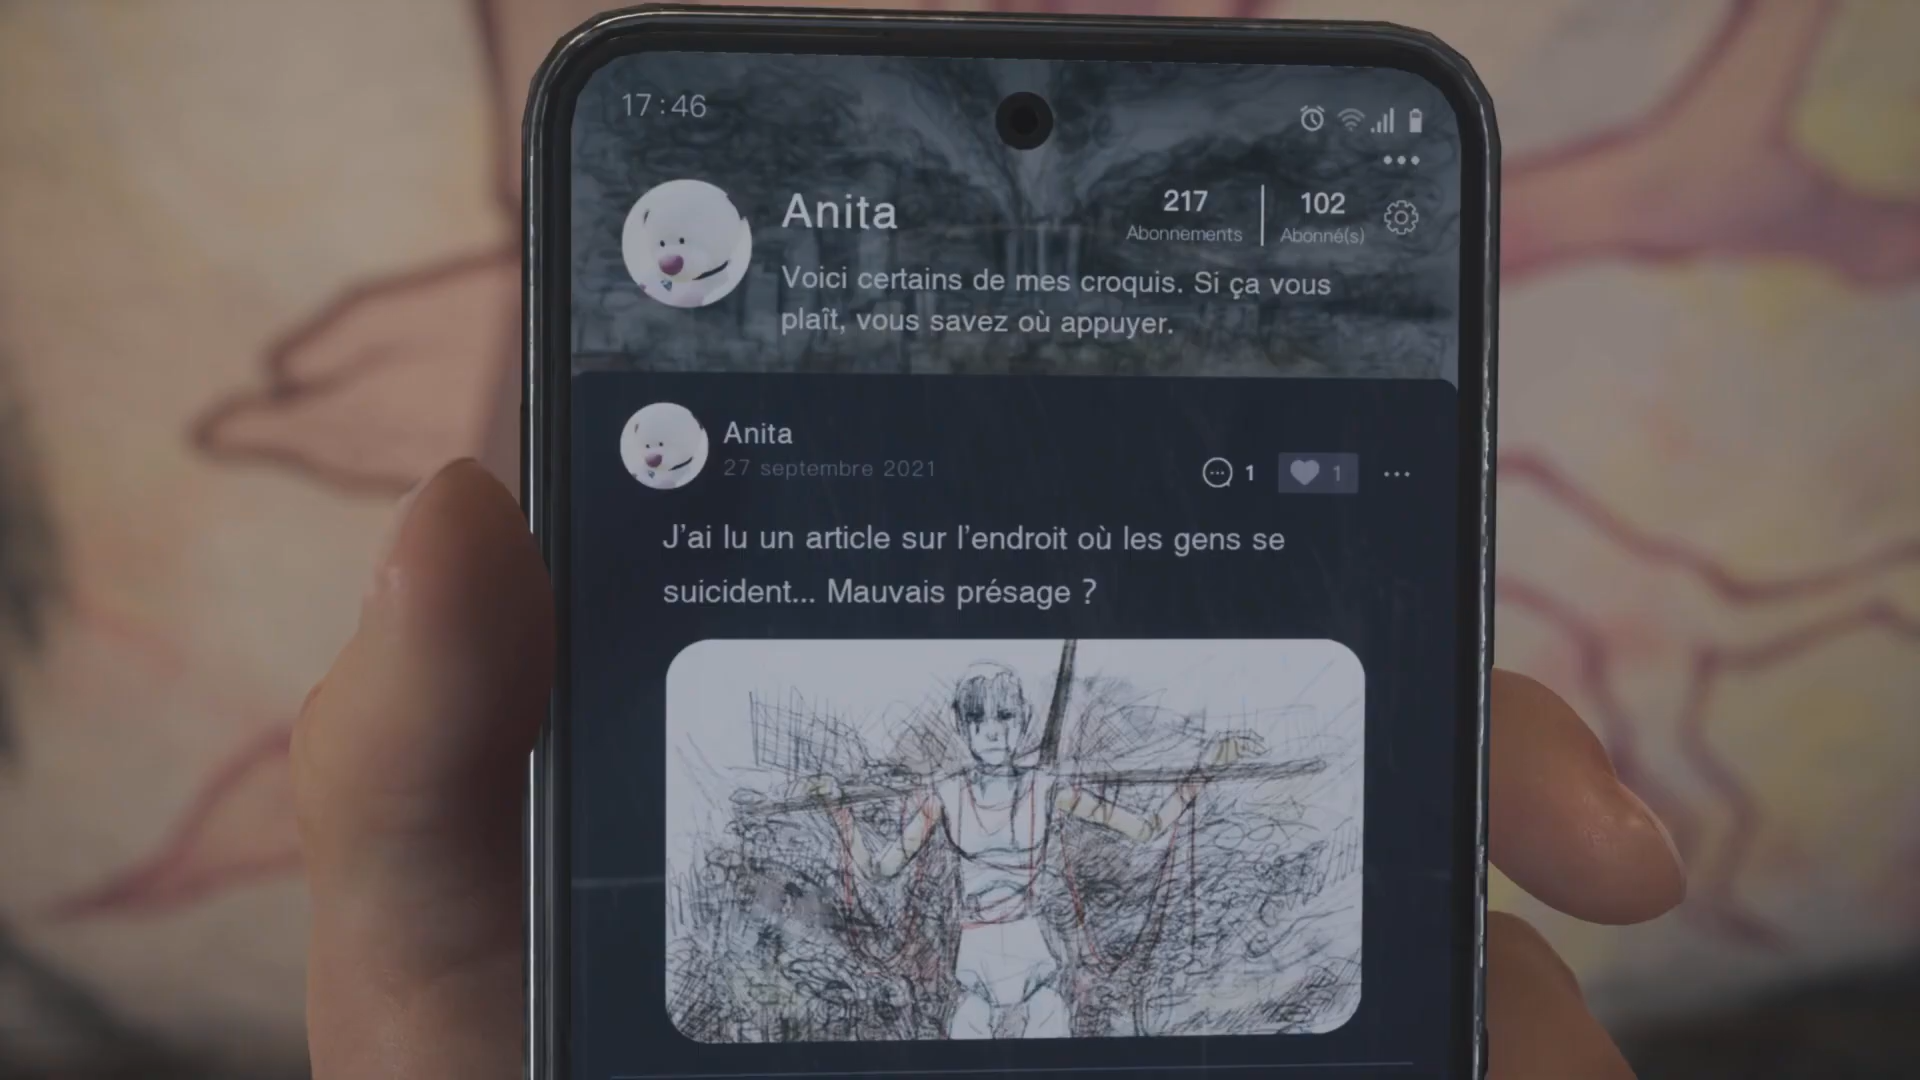 17:46
Anita
217
Abonnements
102
Abonné(s)
Voici certains de mes croquis. Si ça vous
plaît, vous savez où appuyer.
Anita
27 septembre 2021
1
1
J'ai lu un article sur l'endroit où les gens se
suicident... Mauvais présage ?